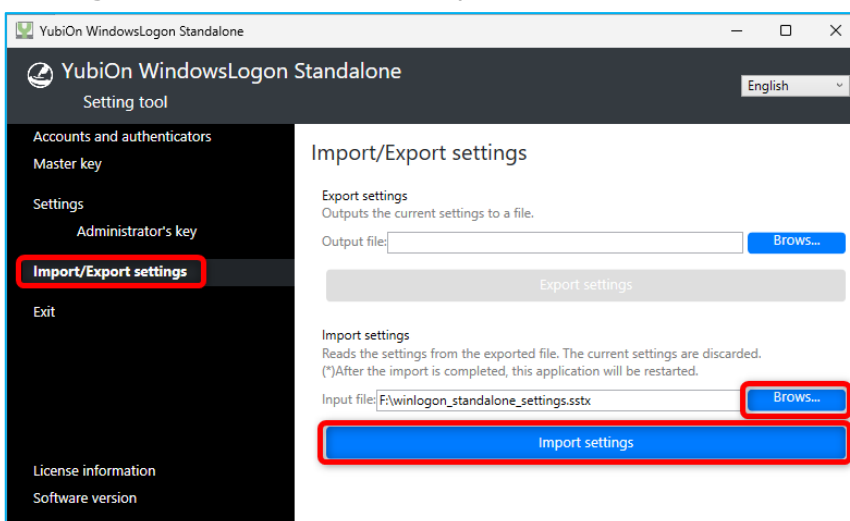 YubiOn WindowsLogon Standalone
YubiOn WindowsLogon Standalone
Setting tool
English
Accounts and authenticators
Master key
Settings
Administrator's key
Import/Export settings
Exit
License information
Software version
Import/Export settings
Export settings
Outputs the current settings to a file.
Output file:
Brows...
Export settings
Import settings
Reads the settings from the exported file. The current settings are discarded.
(*)After the import is completed, this application will be restarted.
Input file: F:\winlogon_standalone_settings.sstx
Brows...
Import settings